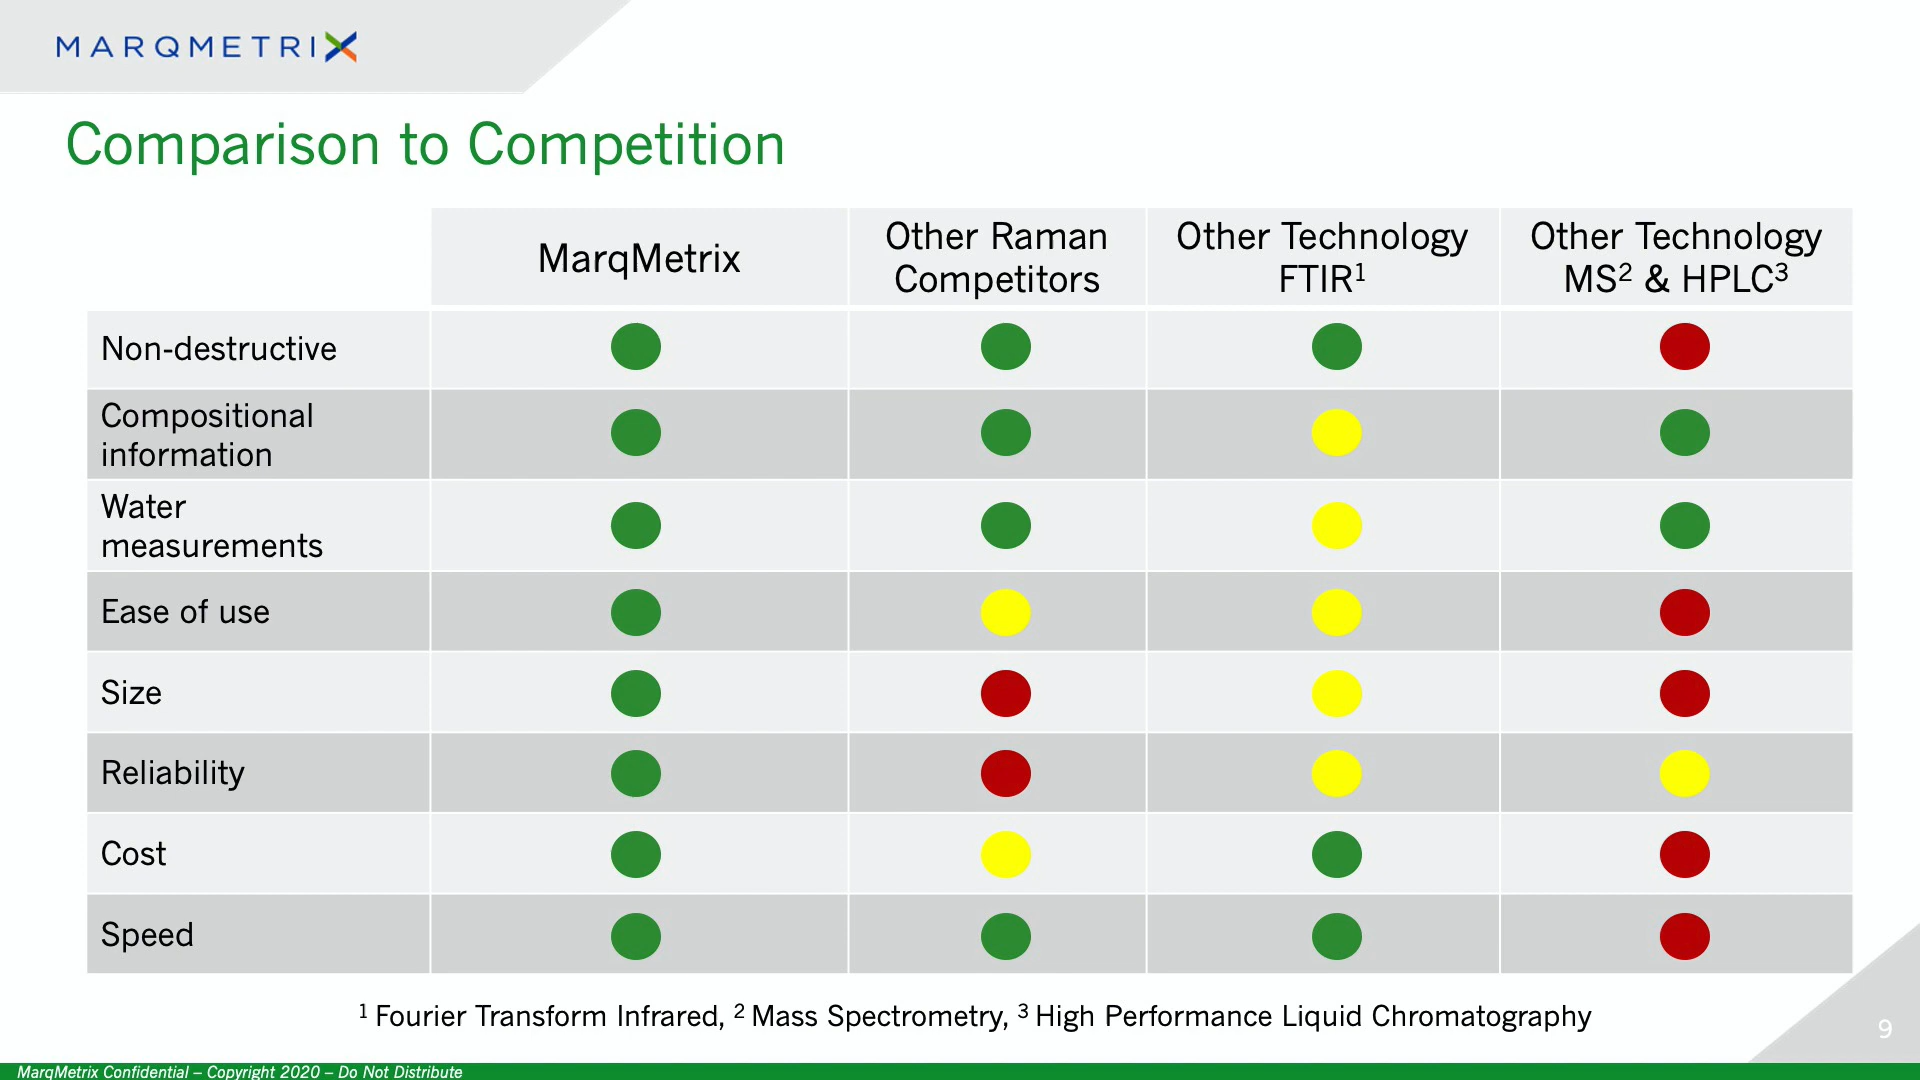 MARQMETRIX
Comparison to Competition
MarqMetrix
Other Raman
Competitors
Other Technology
FTIR¹
Other Technology
MS² & HPLC³
Non-destructive
Compositional
information
Water
measurements
Ease of use
Size
Reliability
Cost
Speed
¹ Fourier Transform Infrared, ² Mass Spectrometry, ³ High Performance Liquid Chromatography
9
MarqMetrix Confidential – Copyright 2020 – Do Not Distribute